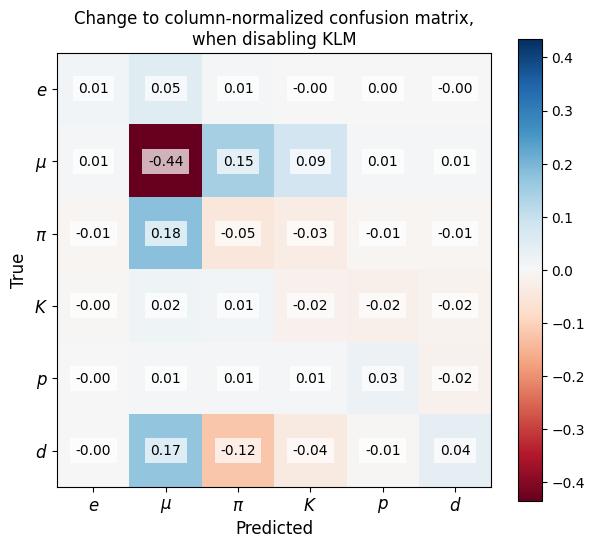 Change to column-normalized confusion matrix,
when disabling KLM
True
e 0.01 0.05 0.01 -0.00 0.00 -0.00
μ 0.01 -0.44 0.15 0.09 0.01 0.01
π -0.01 0.18 -0.05 -0.03 -0.01 -0.01
K -0.00 0.02 0.01 -0.02 -0.02 -0.02
p -0.00 0.01 0.01 0.01 0.03 -0.02
d -0.00 0.17 -0.12 -0.04 -0.01 0.04
e μ π K p d
Predicted
0.4
0.3
0.2
0.1
0.0
−0.1
−0.2
−0.3
−0.4